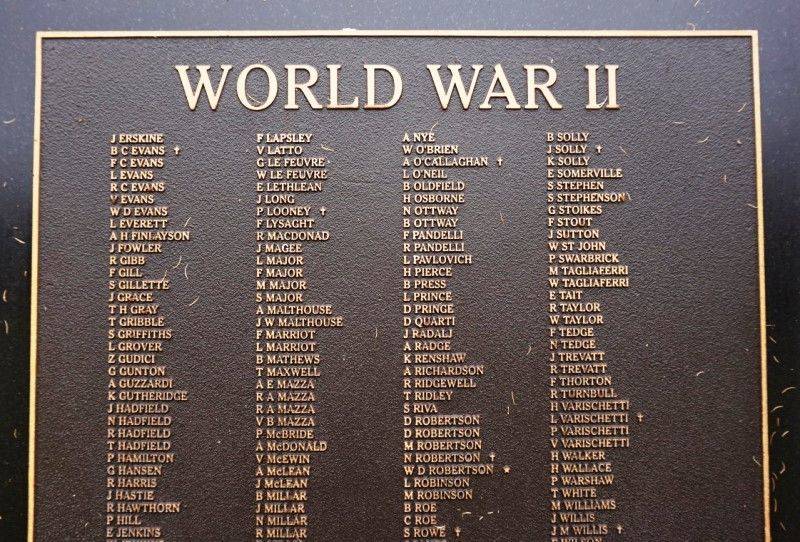 WORLD WAR II
J ERSKINE
B C EVANS ✝
F C EVANS
L EVANS
R C EVANS
V EVANS
W D EVANS
L EVERETT
A H FINLAYSON
J FOWLER
R GIBB
F GILL
S GILLETTE
J GRACE
T H GRAY
T GRIBBLE
S GRIFFITHS
L GROVER
Z GUDICI
G GUNTON
A GUZZARDI
K GUTHERIDGE
J HADFIELD
N HADFIELD
R HADFIELD
T HADFIELD
P HAMILTON
G HANSEN
R HARRIS
J HASTIE
R HAWTHORN
P HILL
E JENKINS
F LAPSLEY
V LATTO
G LE FEUVRE
W LE FEUVRE
E LETHLEAN
J LONG
P LOONEY ✝
F LYSAGHT
R MACDONAD
J MAGEE
L MAJOR
F MAJOR
M MAJOR
S MAJOR
A MALTHOUSE
J W MALTHOUSE
F MARRIOT
L MARRIOT
B MATHEWS
T MAXWELL
A E MAZZA
R A MAZZA
R A MAZZA
V B MAZZA
P McBRIDE
A McDONALD
V McEWIN
A McLEAN
J McLEAN
B MILLAR
J MILLAR
N MILLAR
R MILLAR
A NYE
W O'BRIEN
A O'CALLAGHAN ✝
L O'NEIL
B OLDFIELD
H OSBORNE
N OTTWAY
B OTTWAY
F PANDELLI
R PANDELLI
L PAVLOVICH
H PIERCE
B PRESS
L PRINCE
D PRINGE
D QUARTI
J RADALJ
A RADGE
K RENSHAW
A RICHARDSON
R RIDGEWELL
T RIDLEY
S RIVA
D ROBERTSON
D ROBERTSON
M ROBERTSON
N ROBERTSON ✝
W D ROBERTSON ★
L ROBINSON
M ROBINSON
B ROE
C ROE
S ROWE ✝
B SOLLY
J SOLLY ✝
K SOLLY
E SOMERVILLE
S STEPHEN
S STEPHENSON
G STOIKES
F STOUT
J SUTTON
W ST JOHN
P SWARBRICK
M TAGLIAFERRI
W TAGLIAFERRI
E TAIT
R TAYLOR
W TAYLOR
F TEDGE
N TEDGE
J TREVATT
R TREVATT
F THORTON
R TURNBULL
H VARISCHETTI
L VARISCHETTI ✝
P VARISCHETTI
V VARISCHETTI
H WALKER
H WALLACE
P WARSHAW
T WHITE
M WILLIAMS
J WILLIS
J M WILLIS ✝